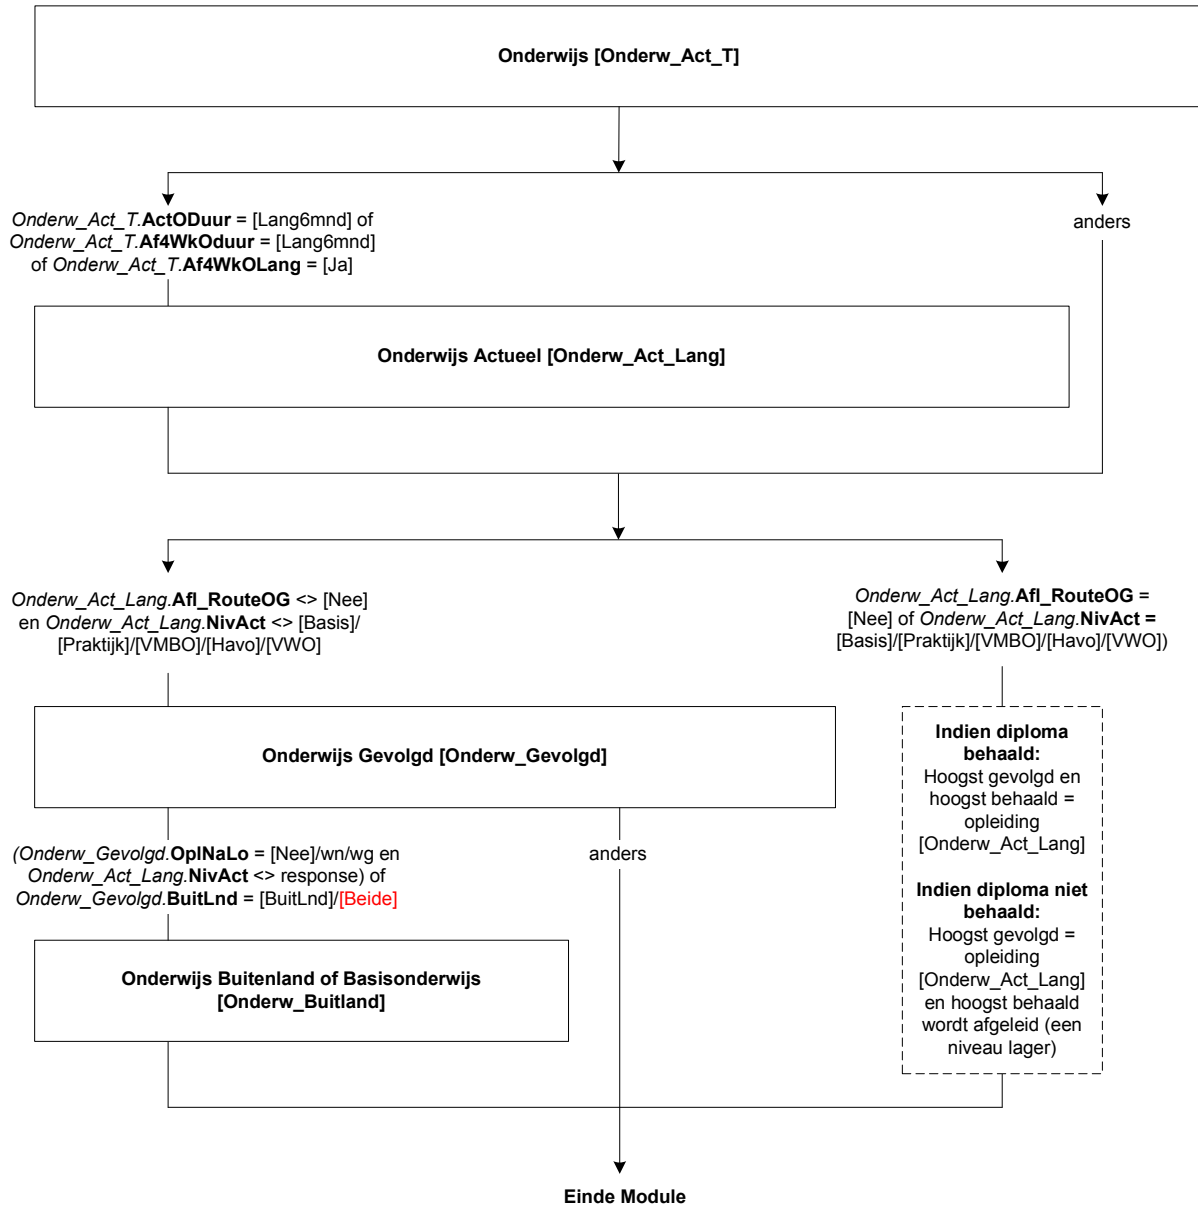 Onderwijs [Onderw_Act_T]
Onderw_Act_T.ActODuur = [Lang6mnd] of
Onderw_Act_T.Af4WkOduur = [Lang6mnd]
of Onderw_Act_T.Af4WkOLang = [Ja]
anders
Onderwijs Actueel [Onderw_Act_Lang]
Onderw_Act_Lang.Afl_RouteOG <> [Nee]
en Onderw_Act_Lang.NivAct <> [Basis]/
[Praktijk]/[VMBO]/[Havo]/[VWO]
Onderw_Act_Lang.Afl_RouteOG =
[Nee] of Onderw_Act_Lang.NivAct =
[Basis]/[Praktijk]/[VMBO]/[Havo]/[VWO])
Onderwijs Gevolgd [Onderw_Gevolgd]
(Onderw_Gevolgd.OplNaLo = [Nee]/wn/wg en
Onderw_Act_Lang.NivAct <> response) of
Onderw_Gevolgd.BuitLnd = [BuitLnd]/[Beide]
anders
Onderwijs Buitenland of Basisonderwijs
[Onderw_Buitland]
Indien diploma
behaald:
Hoogst gevolgd en
hoogst behaald =
opleiding
[Onderw_Act_Lang]
Indien diploma niet
behaald:
Hoogst gevolgd =
opleiding
[Onderw_Act_Lang]
en hoogst behaald
wordt afgeleid (een
niveau lager)
Einde Module